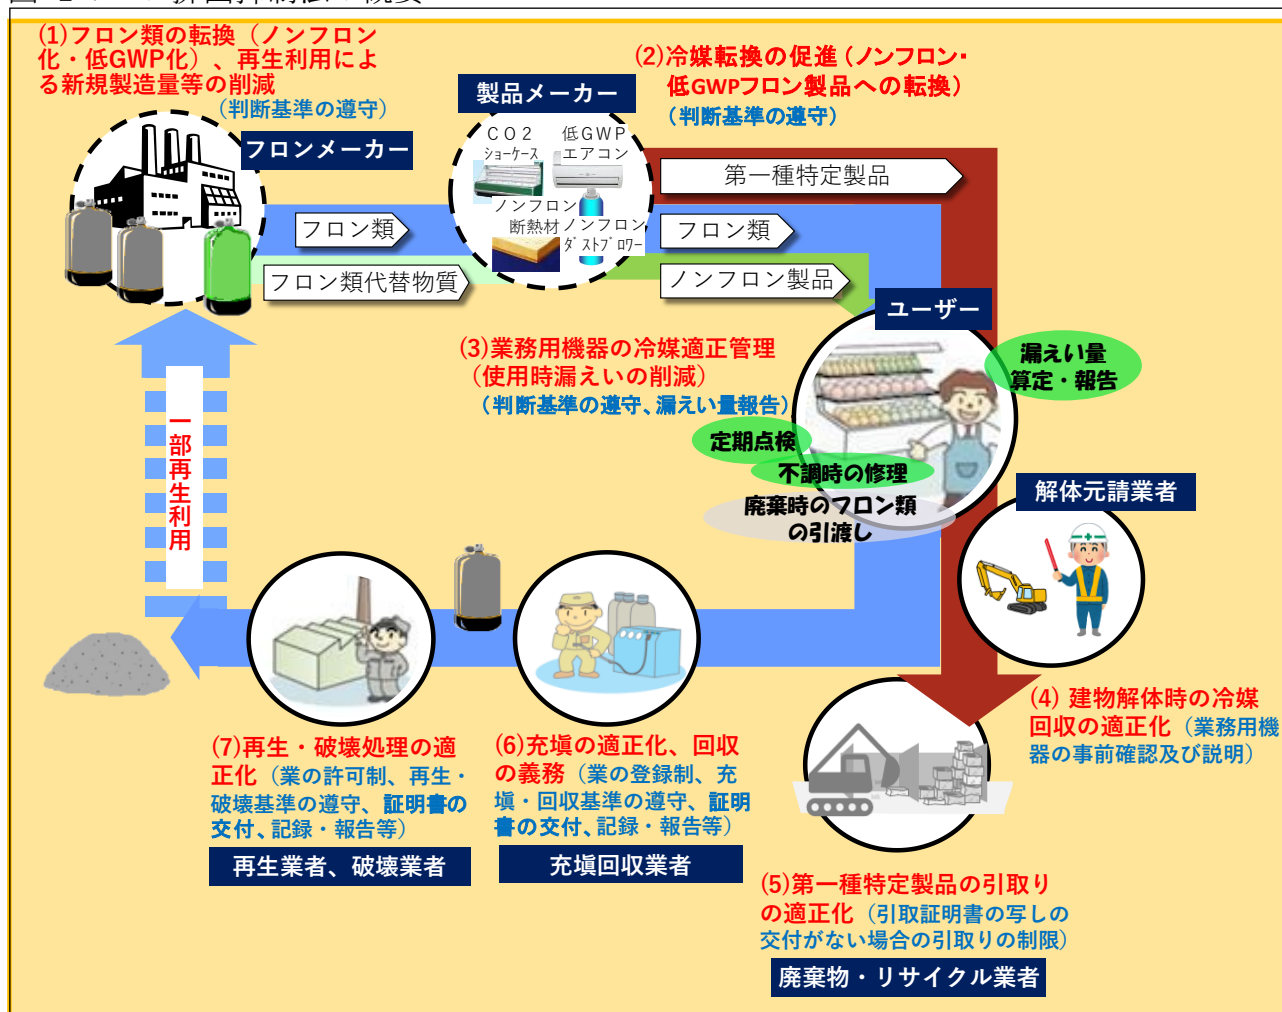 (1)フロン類の転換（ノンフロン
化・低GWP化）、再生利用によ
る新規製造量等の削減
（判断基準の遵守）
フロンメーカー
製品メーカー
(2)冷媒転換の促進（ノンフロン・
低GWPフロン製品への転換）
（判断基準の遵守）
ＣＯ２
ｼｮｰｹｰｽ
低ＧＷＰ
エアコン
ノンフロン
断熱材
ノンフロン
ﾀﾞｽﾄﾌﾞﾛﾜｰ
第一種特定製品
フロン類
フロン類
フロン類代替物質
ノンフロン製品
ユーザー
(3)業務用機器の冷媒適正管理
（使用時漏えいの削減）
（判断基準の遵守、漏えい量報告）
漏えい量
算定・報告
定期点検
不調時の修理
廃棄時のフロン類
の引渡し
一部再生利用
解体元請業者
(4) 建物解体時の冷媒
回収の適正化（業務用機
器の事前確認及び説明）
(7)再生・破壊処理の適
正化（業の許可制、再生・
破壊基準の遵守、証明書の
交付、記録・報告等）
再生業者、破壊業者
(6)充塡の適正化、回収
の義務（業の登録制、充
塡・回収基準の遵守、証明
書の交付、記録・報告等）
充塡回収業者
(5)第一種特定製品の引取り
の適正化（引取証明書の写しの
交付がない場合の引取りの制限）
廃棄物・リサイクル業者